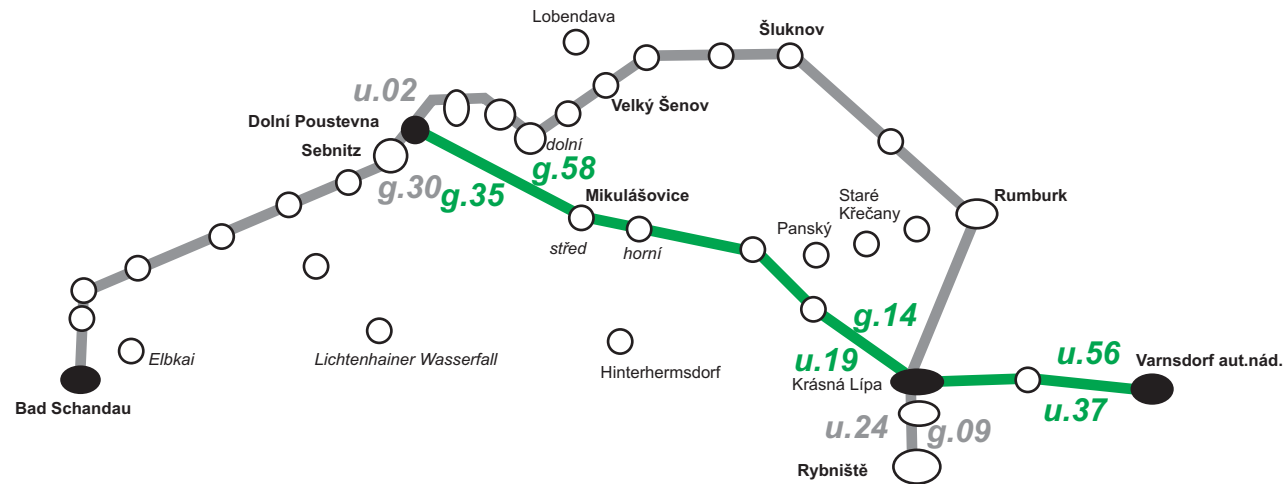 Lobendava
Šluknov
u.02
Velký Šenov
Dolní Poustevna
Sebnitz
dolní
g.58
g.30
g.35
Mikulášovice
Staré
Křečany
Rumburk
Panský
střed
horní
g.14
Elbkai
Lichtenhainer Wasserfall
Hinterhermsdorf
u.19
u.56
Varnsdorf aut.nád.
Krásná Lípa
Bad Schandau
u.37
u.24
g.09
Rybniště